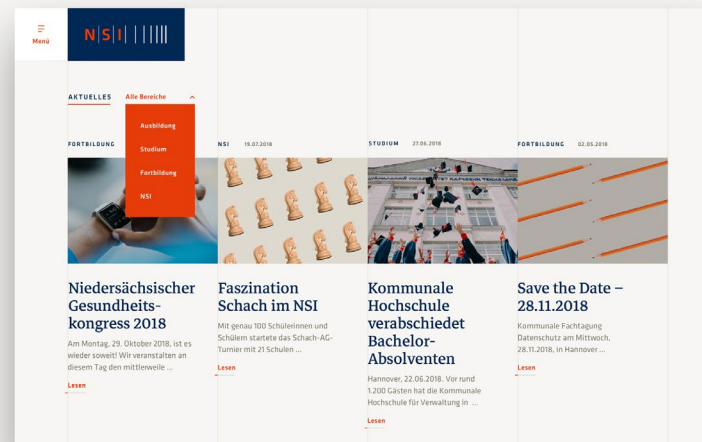 Menü
N|S|I
AKTUELLES
Alle Bereiche
Ausbildung
Studium
Fortbildung
NSI
FORTBILDUNG
Niedersächsischer
Gesundheits-
kongress 2018
Am Montag, 29. Oktober 2018, ist es
wieder soweit! Wir veranstalten an
diesem Tag den mittlerweile ...
Lesen
NSI 19.07.2018
Faszination
Schach im NSI
Mit genau 100 Schülerinnen und
Schülern startete das Schach-AG-
Turnier mit 21 Schulen ...
Lesen
STUDIUM 27.06.2018
Kommunale
Hochschule
verabschiedet
Bachelor-
Absolventen
Hannover, 22.06.2018. Vor rund
1.200 Gästen hat die Kommunale
Hochschule für Verwaltung in ...
Lesen
FORTBILDUNG 02.05.2018
Save the Date –
28.11.2018
Kommunale Fachtagung
Datenschutz am Mittwoch,
28.11.2018, in Hannover ...
Lesen